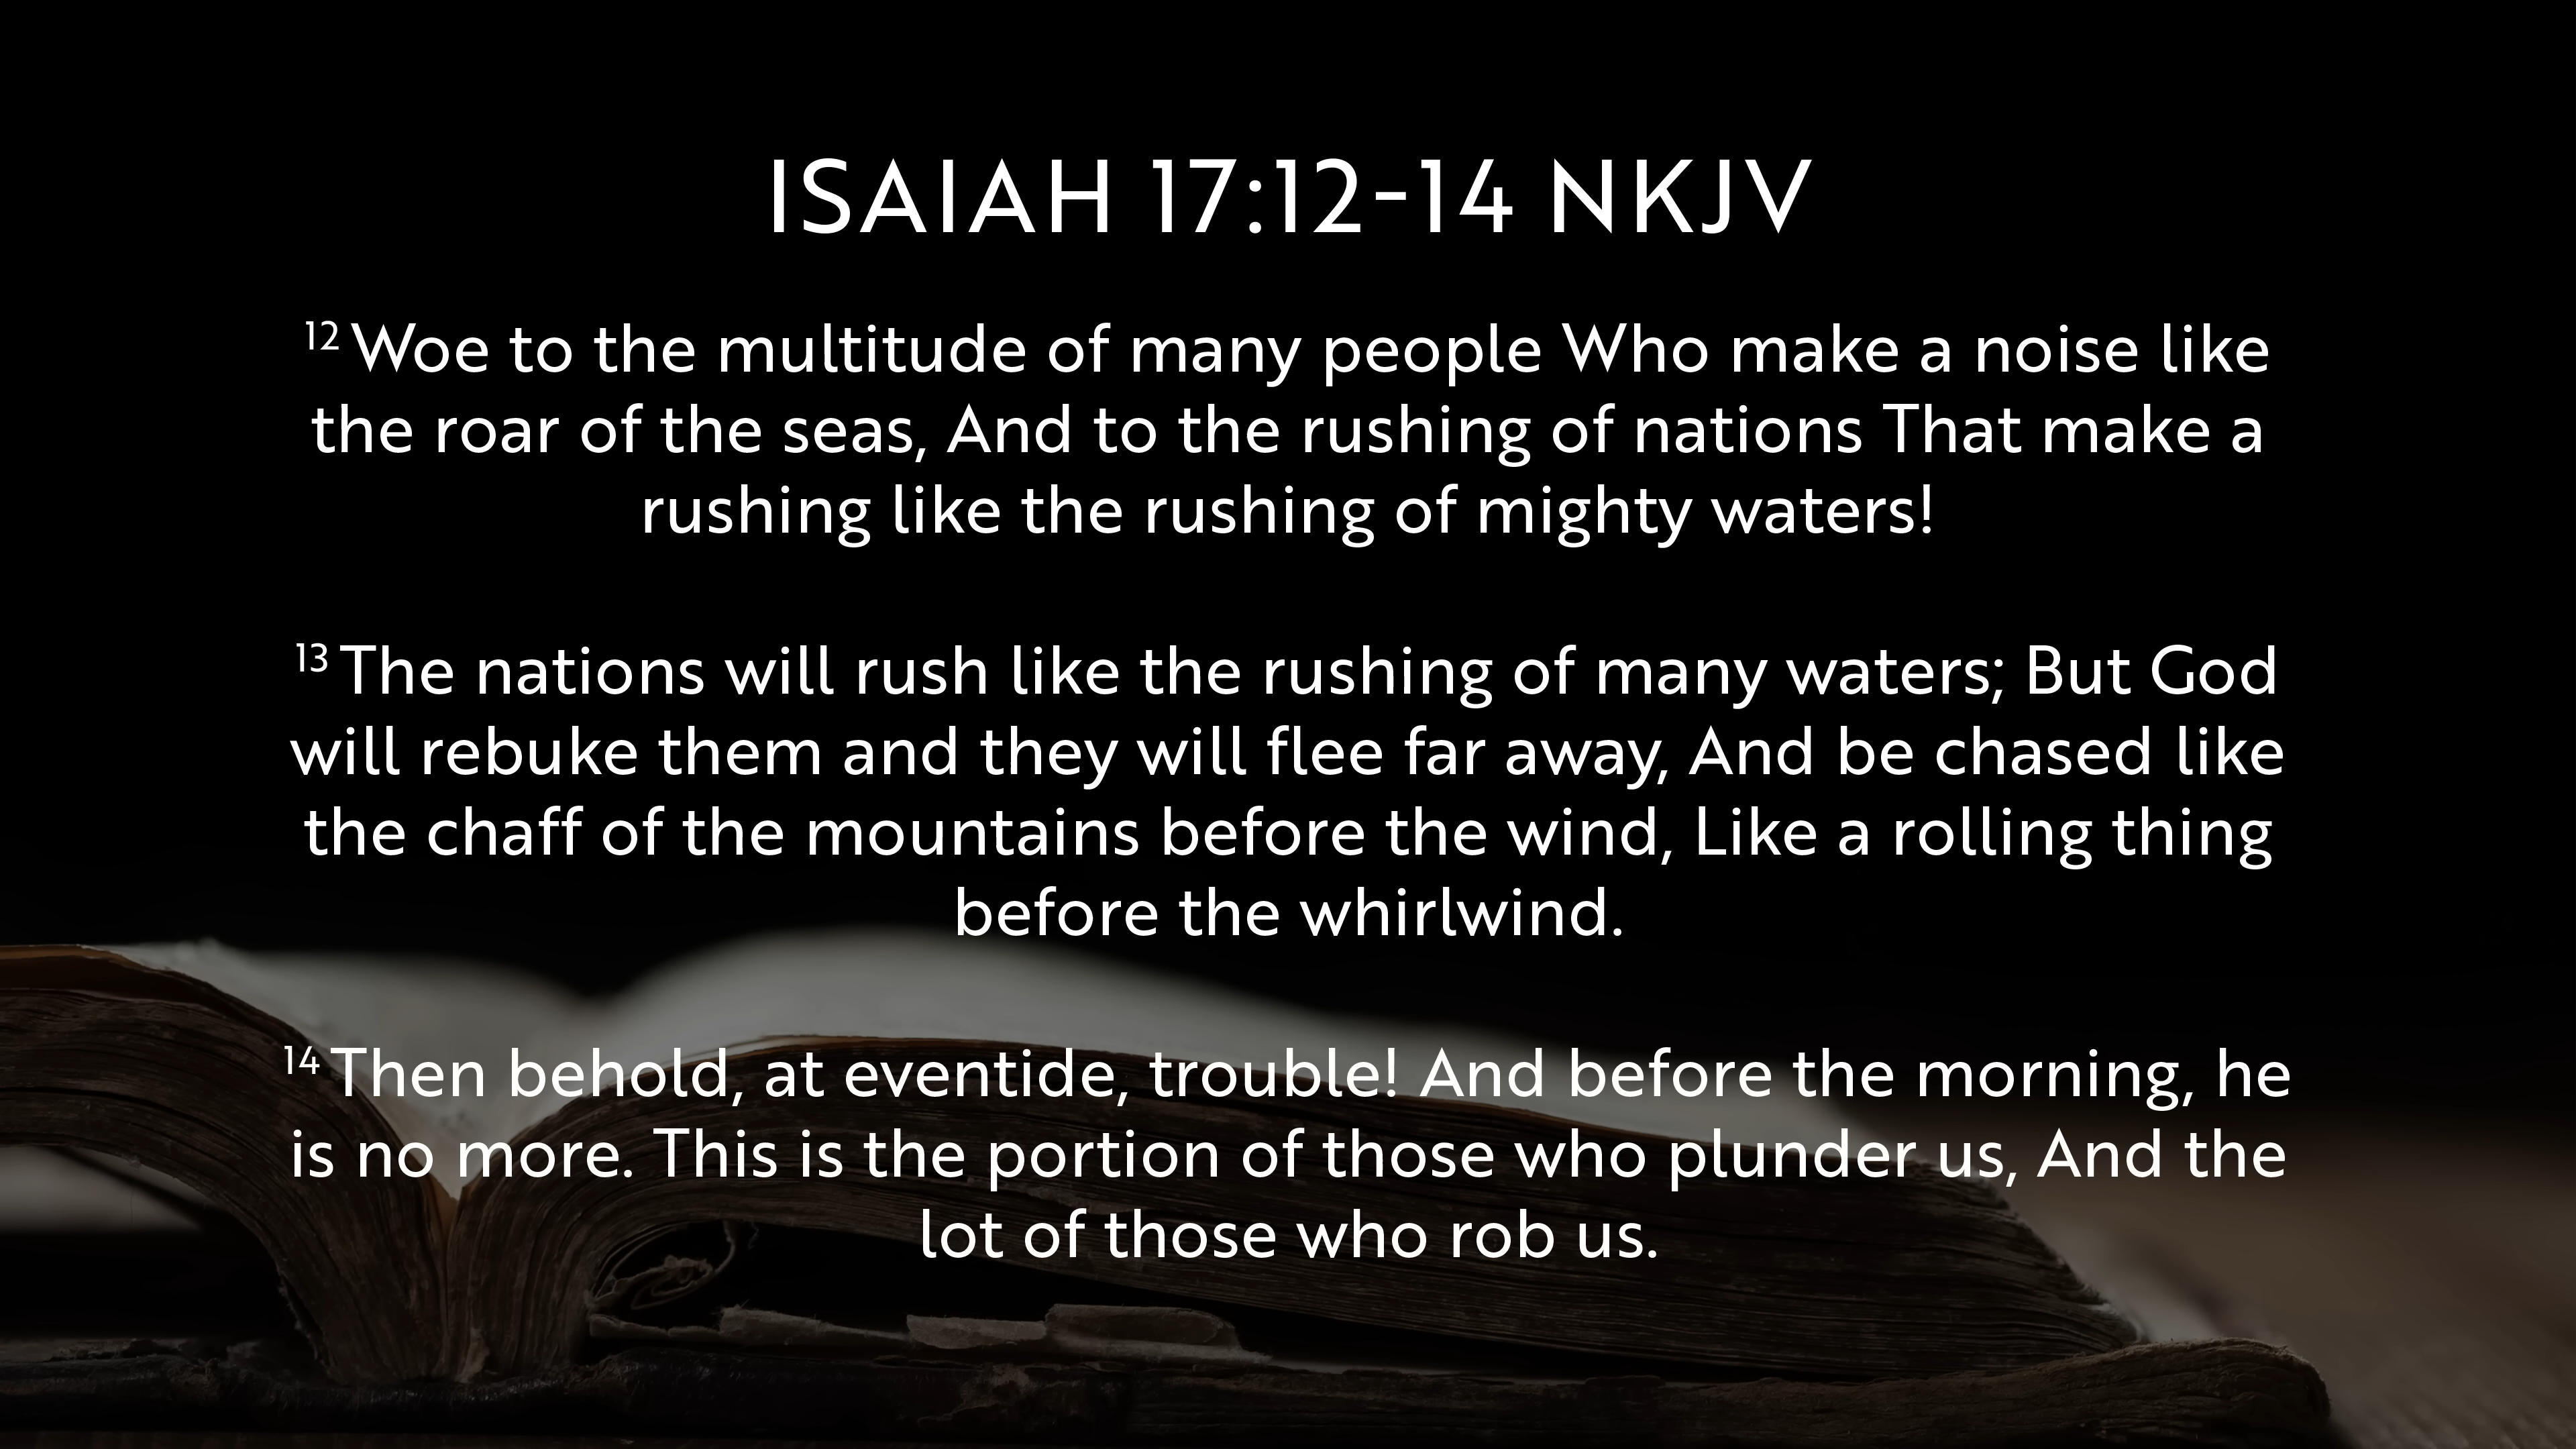 ISAIAH 17:12-14 NKJV
12 Woe to the multitude of many people Who make a noise like
the roar of the seas, And to the rushing of nations That make a
rushing like the rushing of mighty waters!
13 The nations will rush like the rushing of many waters; But God
will rebuke them and they will flee far away, And be chased like
the chaff of the mountains before the wind, Like a rolling thing
before the whirlwind.
14 Then behold, at eventide, trouble! And before the morning, he
is no more. This is the portion of those who plunder us, And the
lot of those who rob us.